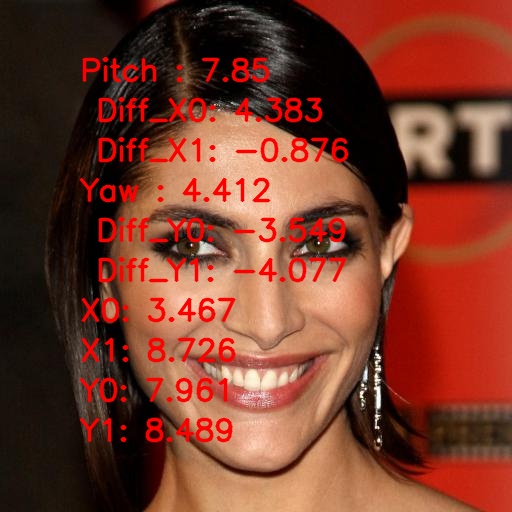 Pitch : 7.85
Diff_X0: 4.383
Diff_X1: -0.876
Yaw : 4.412
Diff_Y0: -3.549
Diff_Y1: -4.077
X0: 3.467
X1: 8.726
Y0: 7.961
Y1: 8.489
RT